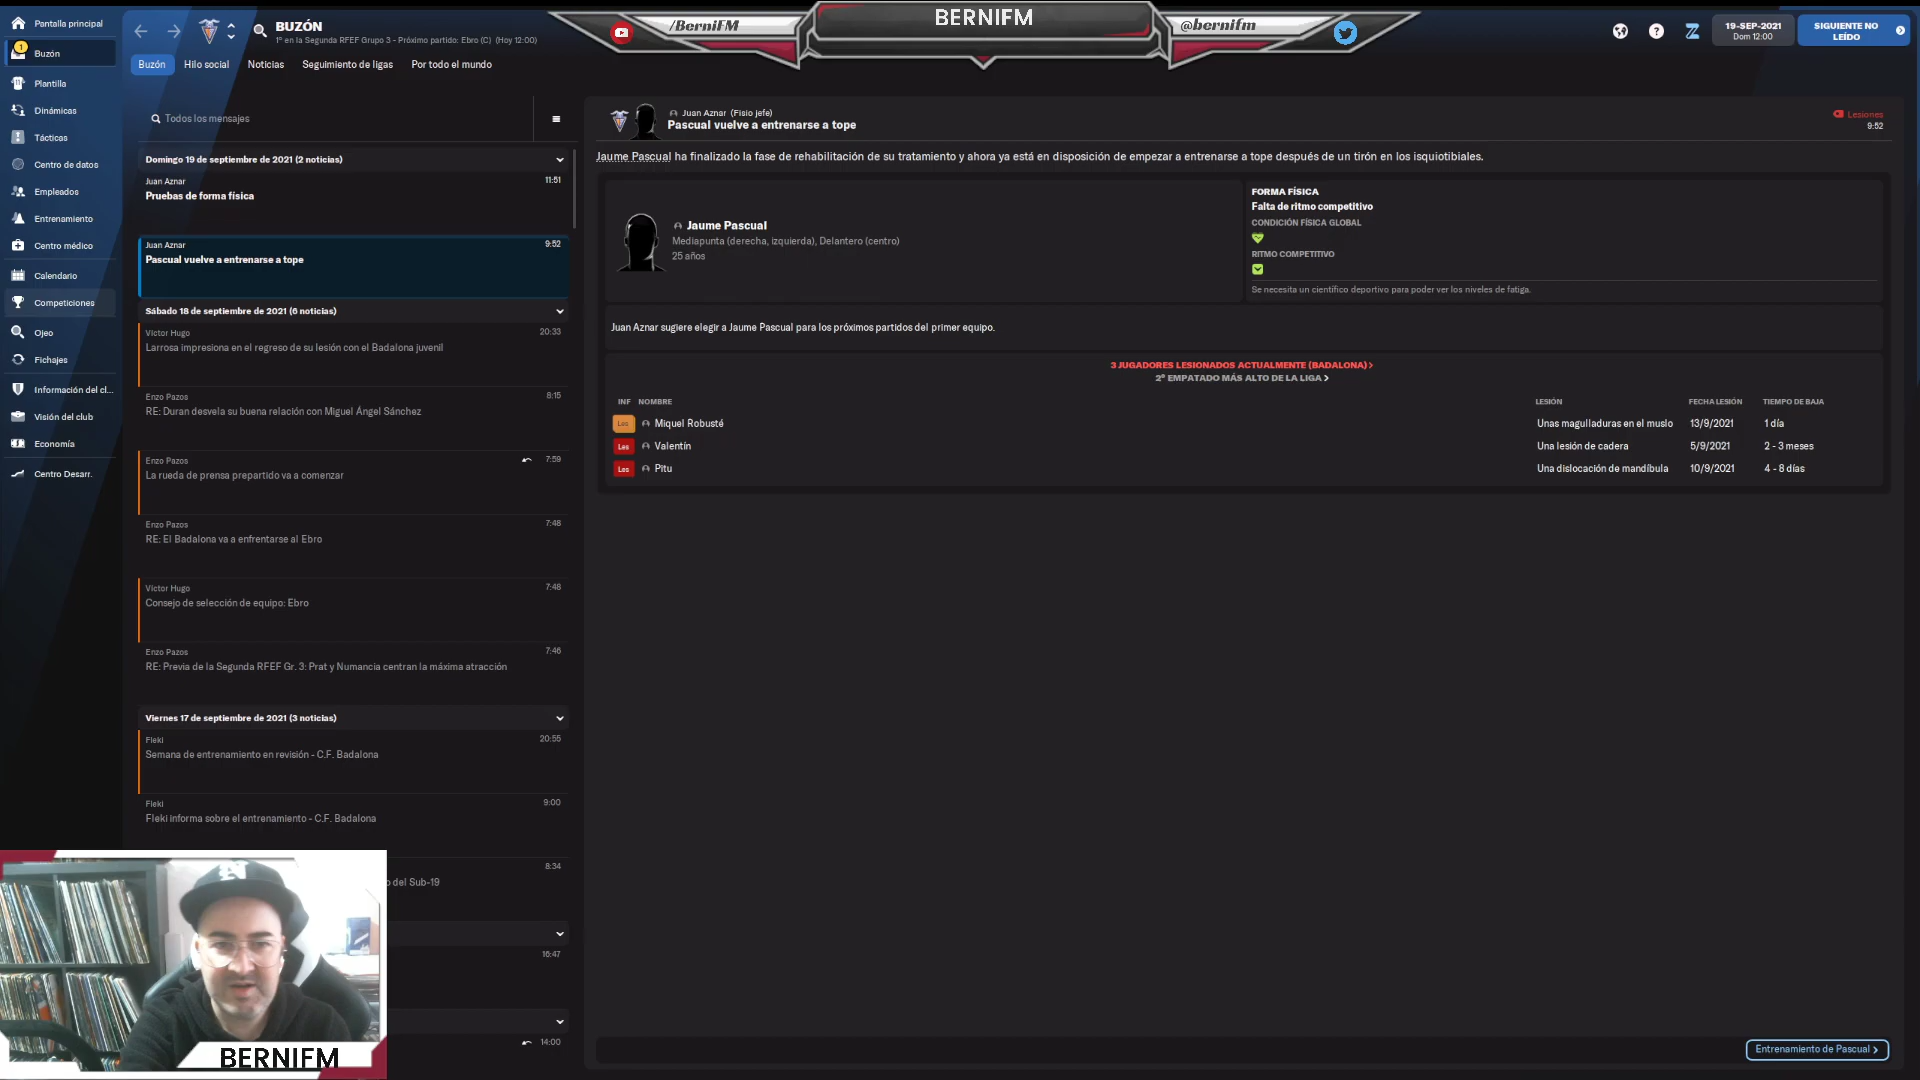 Pantalla principal
1
Buzón
Plantilla
Dinámicas
Tácticas
Centro de datos
Empleados
Entrenamiento
Centro médico
Calendario
Competiciones
Ojeo
Fichajes
Información del cl...
Visión del club
Economía
Centro Desarr.
BUZÓN
1º en la Segunda RFEF Grupo 3 - Próximo partido: Ebro (C) (Hoy 12:00)
/BerniFM
BERNIFM
@bernifm
19-SEP-2021
Dom 12:00
SIGUIENTE NO LEÍDO
Buzón
Hilo social
Noticias
Seguimiento de ligas
Por todo el mundo
Todos los mensajes
Domingo 19 de septiembre de 2021 (2 noticias)
Juan Aznar 11:51
Pruebas de forma física
Juan Aznar 9:52
Pascual vuelve a entrenarse a tope
Sábado 18 de septiembre de 2021 (6 noticias)
Víctor Hugo 20:33
Larrosa impresiona en el regreso de su lesión con el Badalona juvenil
Enzo Pazos 8:15
RE: Duran desvela su buena relación con Miguel Ángel Sánchez
Enzo Pazos 7:59
La rueda de prensa prepartido va a comenzar
Enzo Pazos 7:48
RE: El Badalona va a enfrentarse al Ebro
Víctor Hugo 7:48
Consejo de selección de equipo: Ebro
Enzo Pazos 7:46
RE: Previa de la Segunda RFEF Gr. 3: Prat y Numancia centran la máxima atracción
Viernes 17 de septiembre de 2021 (3 noticias)
Fleki 20:55
Semana de entrenamiento en revisión - C.F. Badalona
Fleki 9:00
Fleki informa sobre el entrenamiento - C.F. Badalona
8:34
o del Sub-19
16:47
14:00
Juan Aznar (Fisio jefe)
Pascual vuelve a entrenarse a tope
Lesiones
9:52
Jaume Pascual ha finalizado la fase de rehabilitación de su tratamiento y ahora ya está en disposición de empezar a entrenarse a tope después de un tirón en los isquiotibiales.
Jaume Pascual
Mediapunta (derecha, izquierda), Delantero (centro)
25 años
FORMA FÍSICA
Falta de ritmo competitivo
CONDICIÓN FÍSICA GLOBAL
RITMO COMPETITIVO
Se necesita un científico deportivo para poder ver los niveles de fatiga.
Juan Aznar sugiere elegir a Jaume Pascual para los próximos partidos del primer equipo.
3 JUGADORES LESIONADOS ACTUALMENTE (BADALONA)
2º EMPATADO MÁS ALTO DE LA LIGA
INF NOMBRE LESIÓN FECHA LESIÓN TIEMPO DE BAJA
Les Miquel Robusté Unas magulladuras en el muslo 13/9/2021 1 día
Les Valentín Una lesión de cadera 5/9/2021 2 - 3 meses
Les Pitu Una dislocación de mandíbula 10/9/2021 4 - 8 días
Entrenamiento de Pascual
BERNIFM